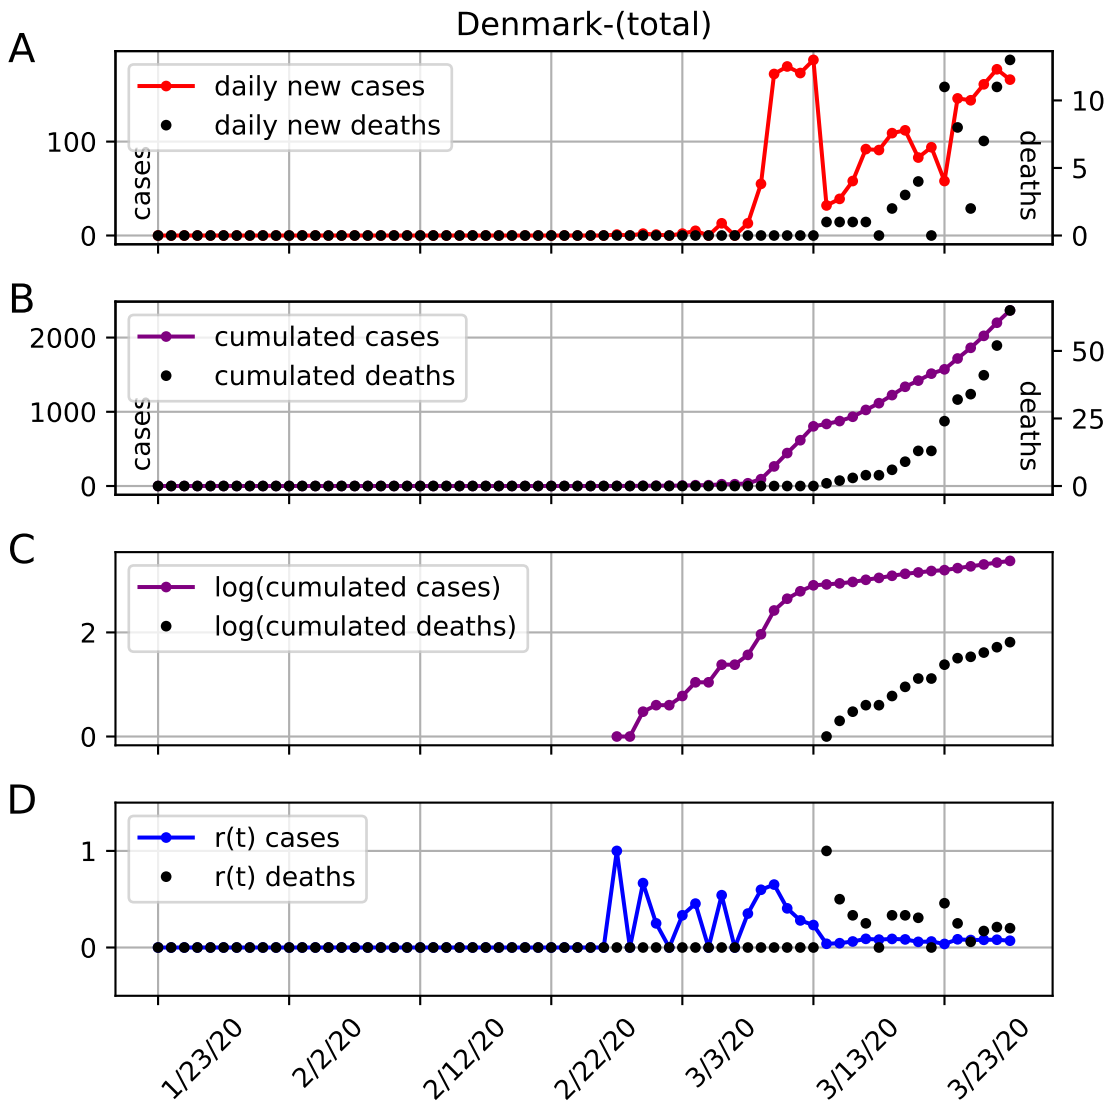 Denmark-(total)
A
daily new cases
daily new deaths
100
0
cases
10
5
0
deaths
B
cumulated cases
cumulated deaths
2000
1000
0
cases
50
25
0
deaths
C
log(cumulated cases)
log(cumulated deaths)
2
0
D
r(t) cases
r(t) deaths
1
0
1/23/20
2/2/20
2/12/20
2/22/20
3/3/20
3/13/20
3/23/20